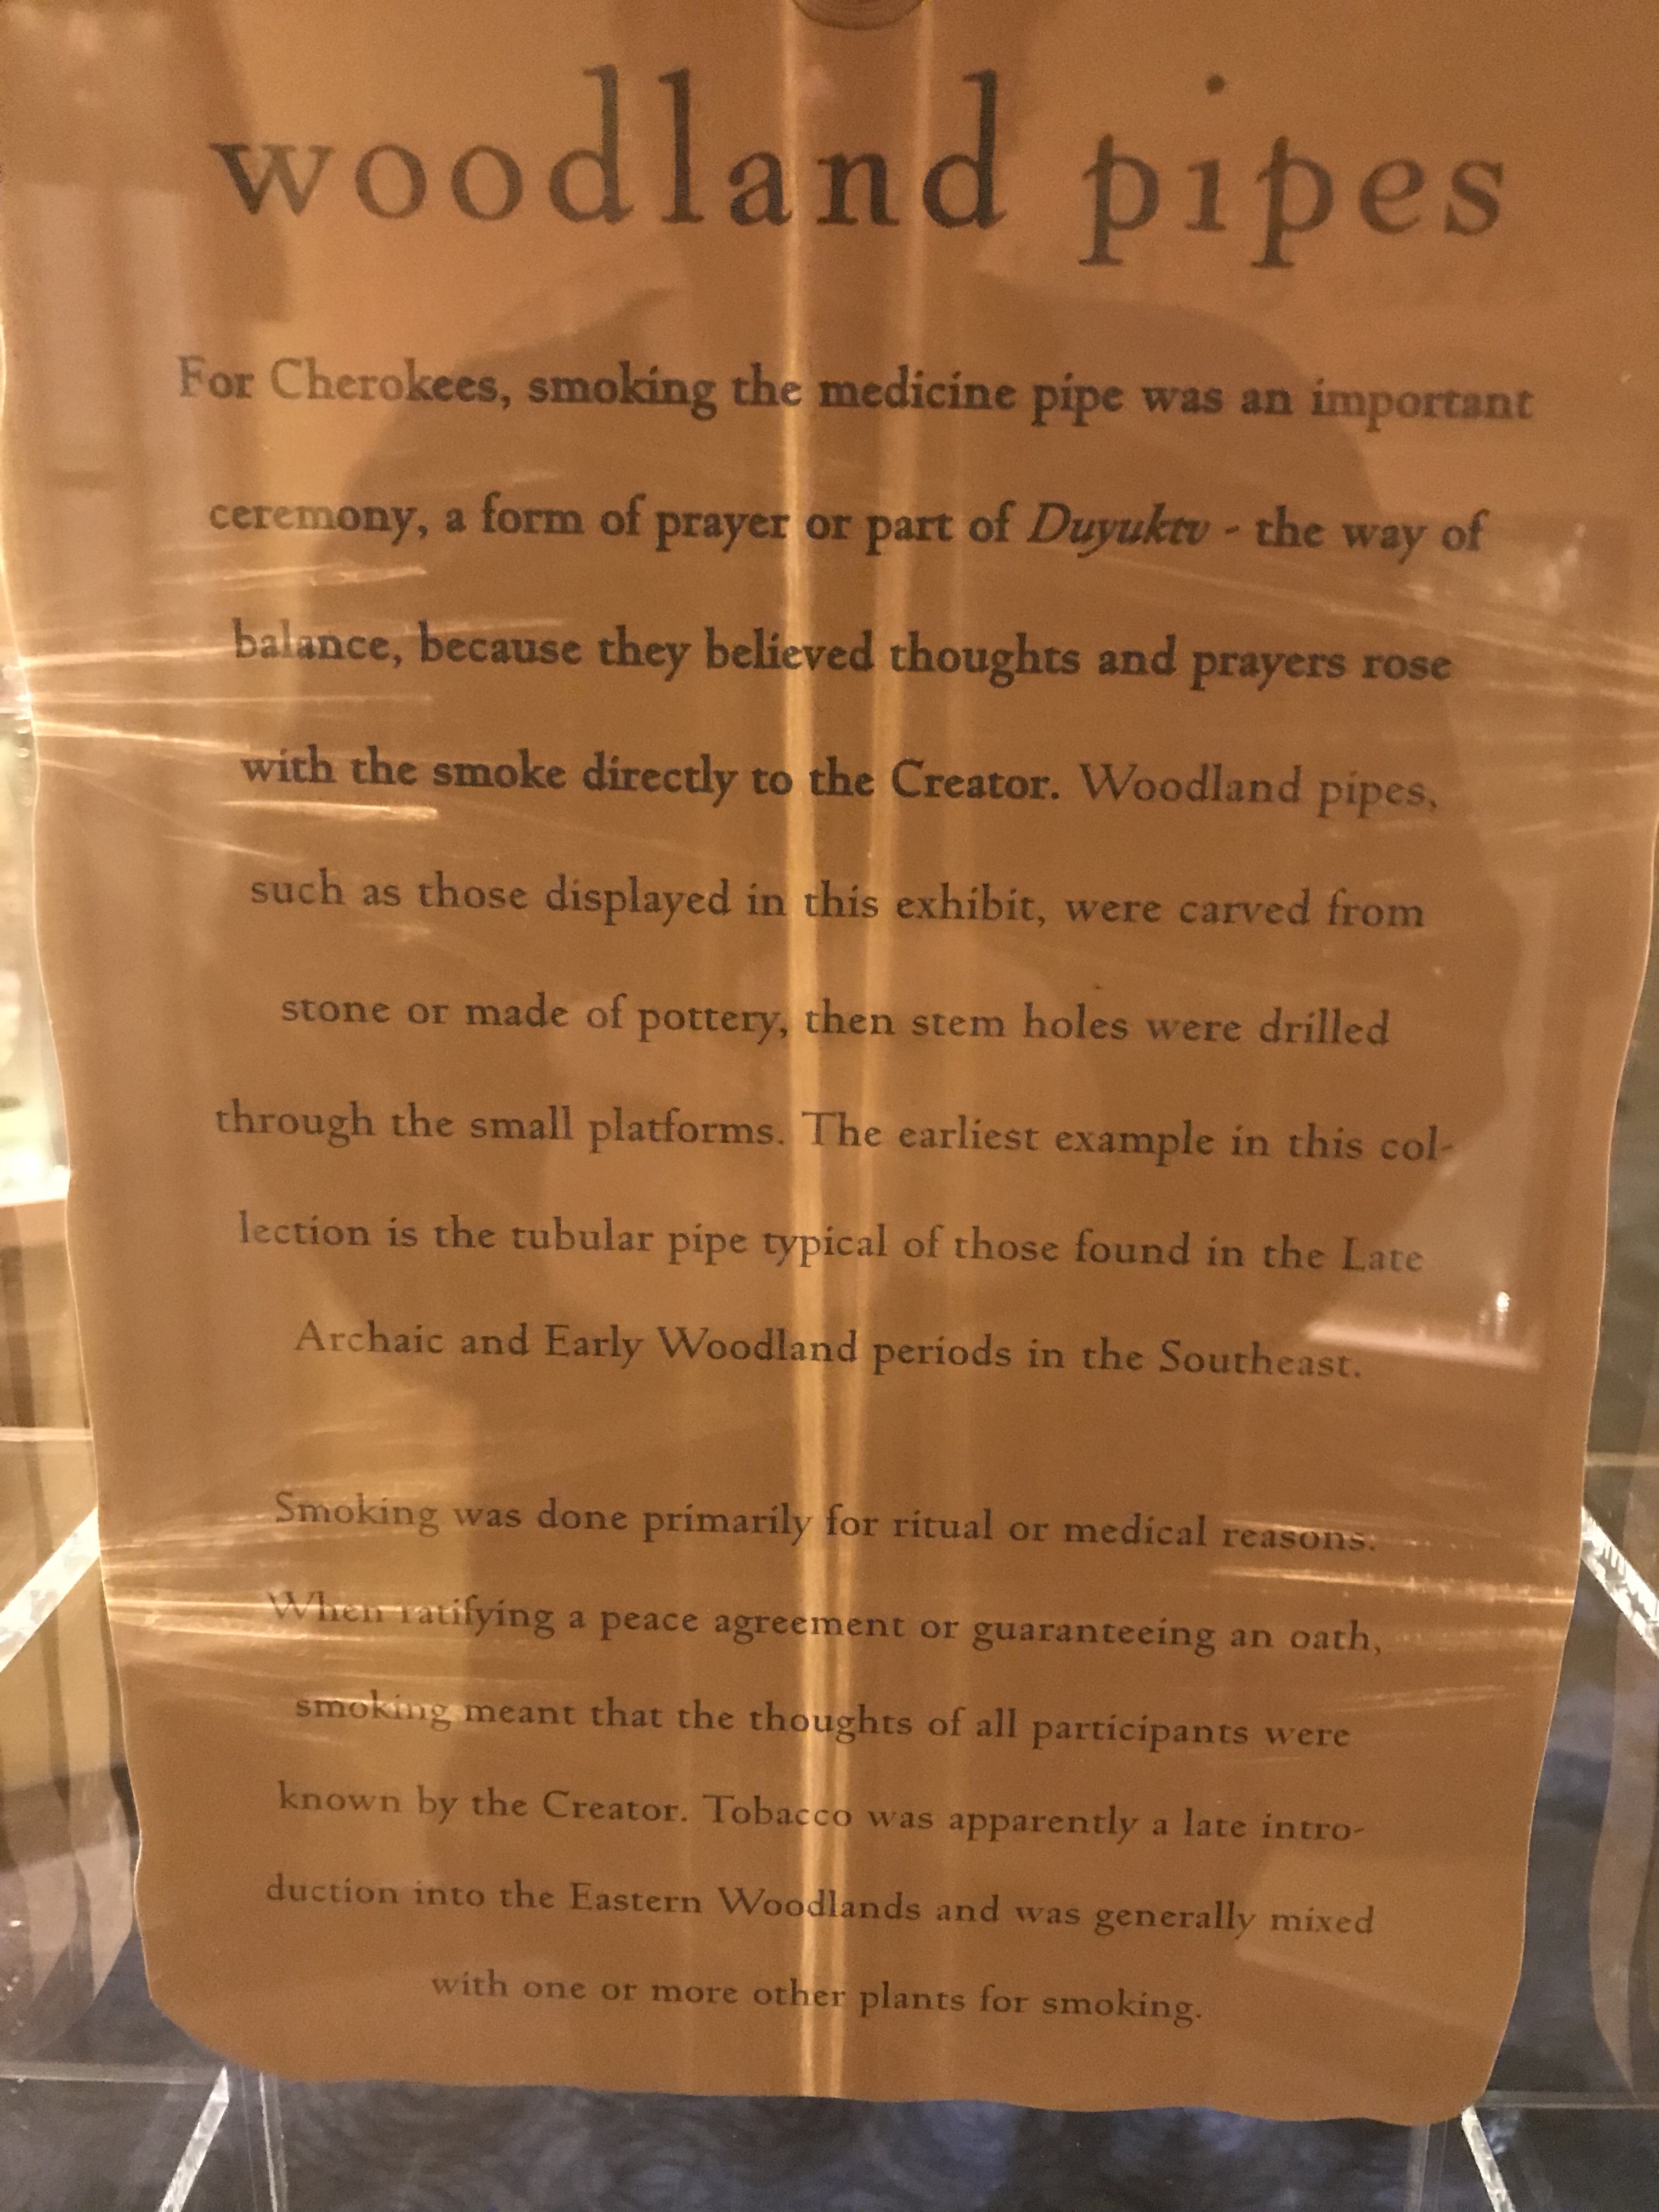 woodland pipes
For Cherokees, smoking the medicine pipe was an important
ceremony, a form of prayer or part of Duyuktv - the way of
balance, because they believed thoughts and prayers rose
with the smoke directly to the Creator. Woodland pipes,
such as those displayed in this exhibit, were carved from
stone or made of pottery, then stem holes were drilled
through the small platforms. The earliest example in this col-
lection is the tubular pipe typical of those found in the Late
Archaic and Early Woodland periods in the Southeast.
Smoking was done primarily for ritual or medical reasons.
When ratifying a peace agreement or guaranteeing an oath,
smoking meant that the thoughts of all participants were
known by the Creator. Tobacco was apparently a late intro-
duction into the Eastern Woodlands and was generally mixed
with one or more other plants for smoking.